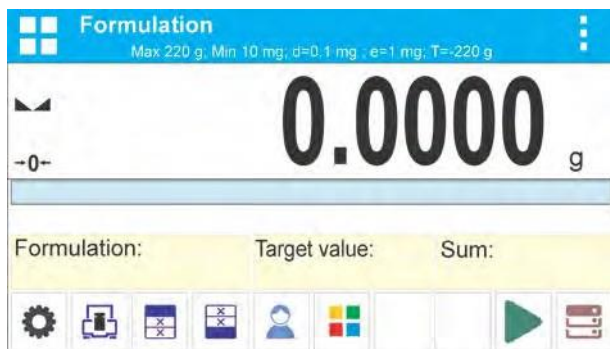 Formulation
Max 220 g; Min 10 mg; d=0.1 mg ; e=1 mg; T=-220 g
0.0000 g
→0←
Formulation: Target value: Sum: